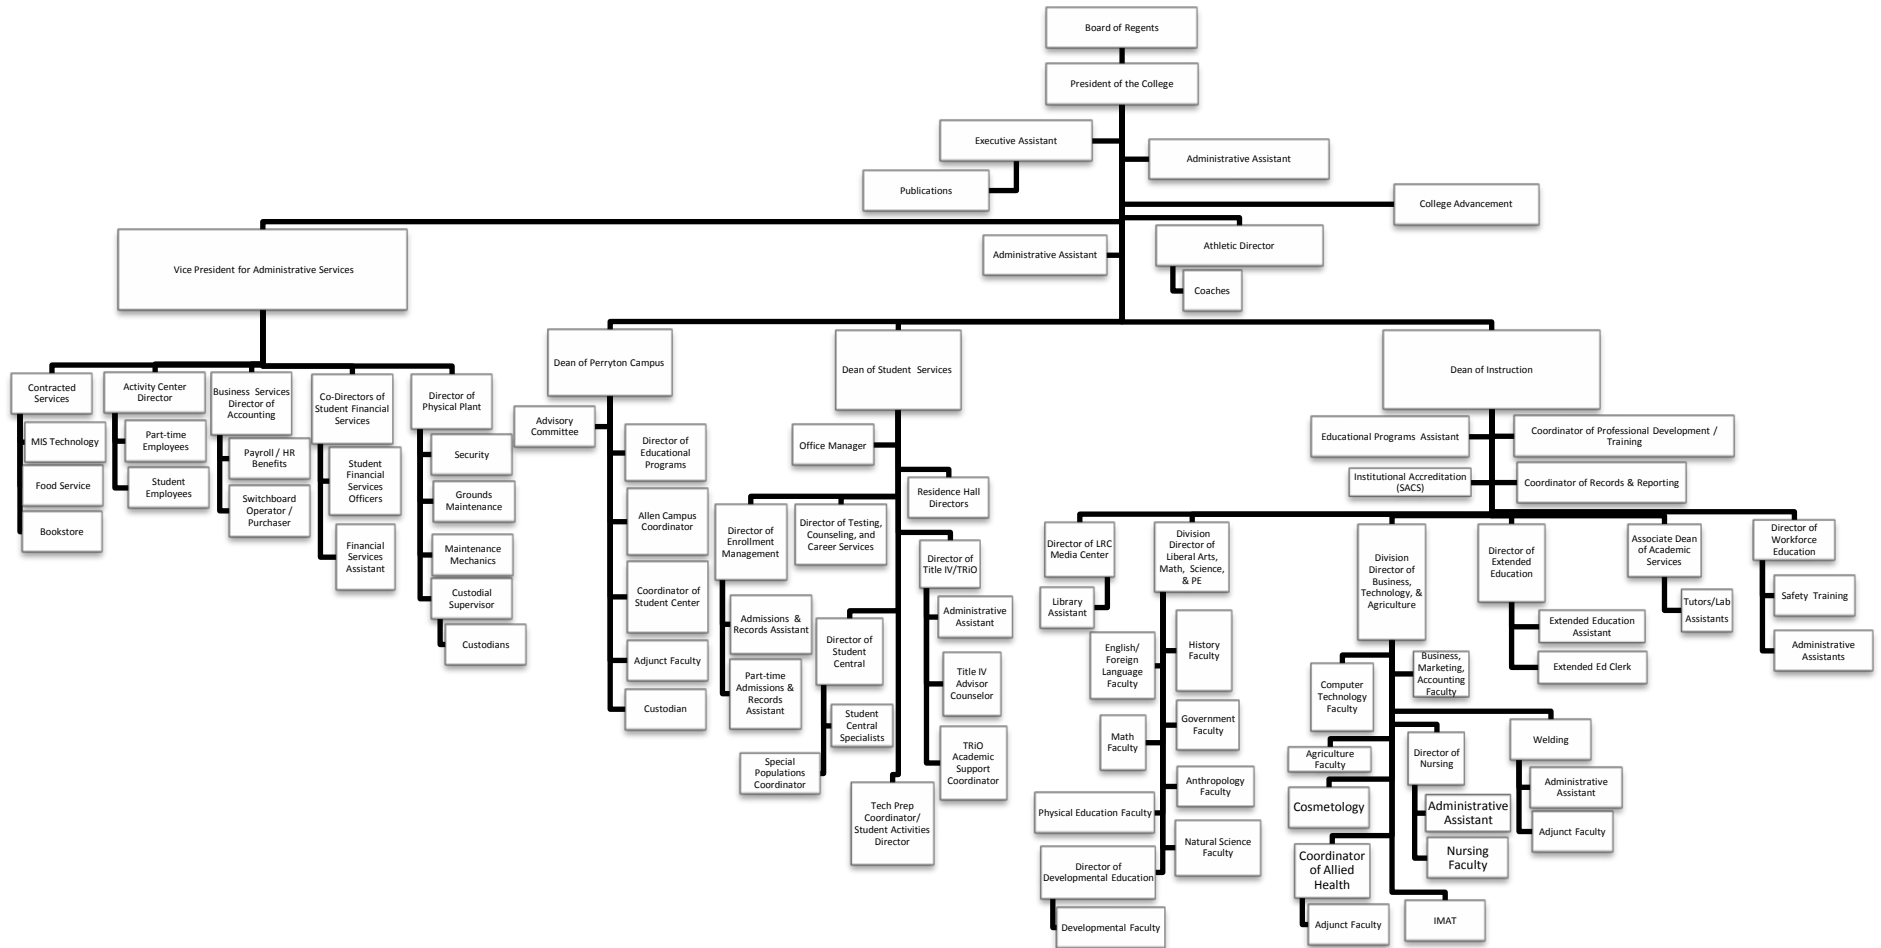 Board of Regents
President of the College
Executive Assistant
Administrative Assistant
Publications
College Advancement
Vice President for Administrative Services
Administrative Assistant
Athletic Director
Coaches
Contracted
Services
MIS Technology
Food Service
Bookstore
Activity Center
Director
Part-time
Employees
Student
Employees
Business Services
Director of
Accounting
Payroll / HR
Benefits
Switchboard
Operator /
Purchaser
Co-Directors of
Student Financial
Services
Student
Financial
Services
Officers
Financial
Services
Assistant
Director of
Physical Plant
Security
Grounds
Maintenance
Maintenance
Mechanics
Custodial
Supervisor
Custodians
Dean of Perryton Campus
Advisory
Committee
Director of
Educational
Programs
Allen Campus
Coordinator
Coordinator of
Student Center
Adjunct Faculty
Custodian
Dean of Student Services
Office Manager
Residence Hall
Directors
Director of
Enrollment
Management
Admissions &
Records Assistant
Part-time
Admissions &
Records
Assistant
Director of Testing,
Counseling, and
Career Services
Director of
Title IV/TRiO
Administrative
Assistant
Title IV
Advisor
Counselor
TRiO
Academic
Support
Coordinator
Director of
Student
Central
Student
Central
Specialists
Special
Populations
Coordinator
Tech Prep
Coordinator/
Student Activities
Director
Dean of Instruction
Educational Programs Assistant
Coordinator of Professional Development /
Training
Institutional Accreditation
(SACS)
Coordinator of Records & Reporting
Director of LRC
Media Center
Library
Assistant
Division
Director of
Liberal Arts,
Math, Science,
& PE
English/
Foreign
Language
Faculty
History
Faculty
Math
Faculty
Government
Faculty
Anthropology
Faculty
Physical Education Faculty
Natural Science
Faculty
Director of
Developmental Education
Developmental Faculty
Division
Director of
Business,
Technology, &
Agriculture
Computer
Technology
Faculty
Business,
Marketing,
Accounting
Faculty
Agriculture
Faculty
Director of
Nursing
Administrative
Assistant
Nursing
Faculty
Welding
Administrative
Assistant
Adjunct Faculty
Cosmetology
Coordinator
of Allied
Health
Adjunct Faculty
IMAT
Director of
Extended
Education
Extended Education
Assistant
Extended Ed Clerk
Associate Dean
of Academic
Services
Tutors/Lab
Assistants
Director of
Workforce
Education
Safety Training
Administrative
Assistants